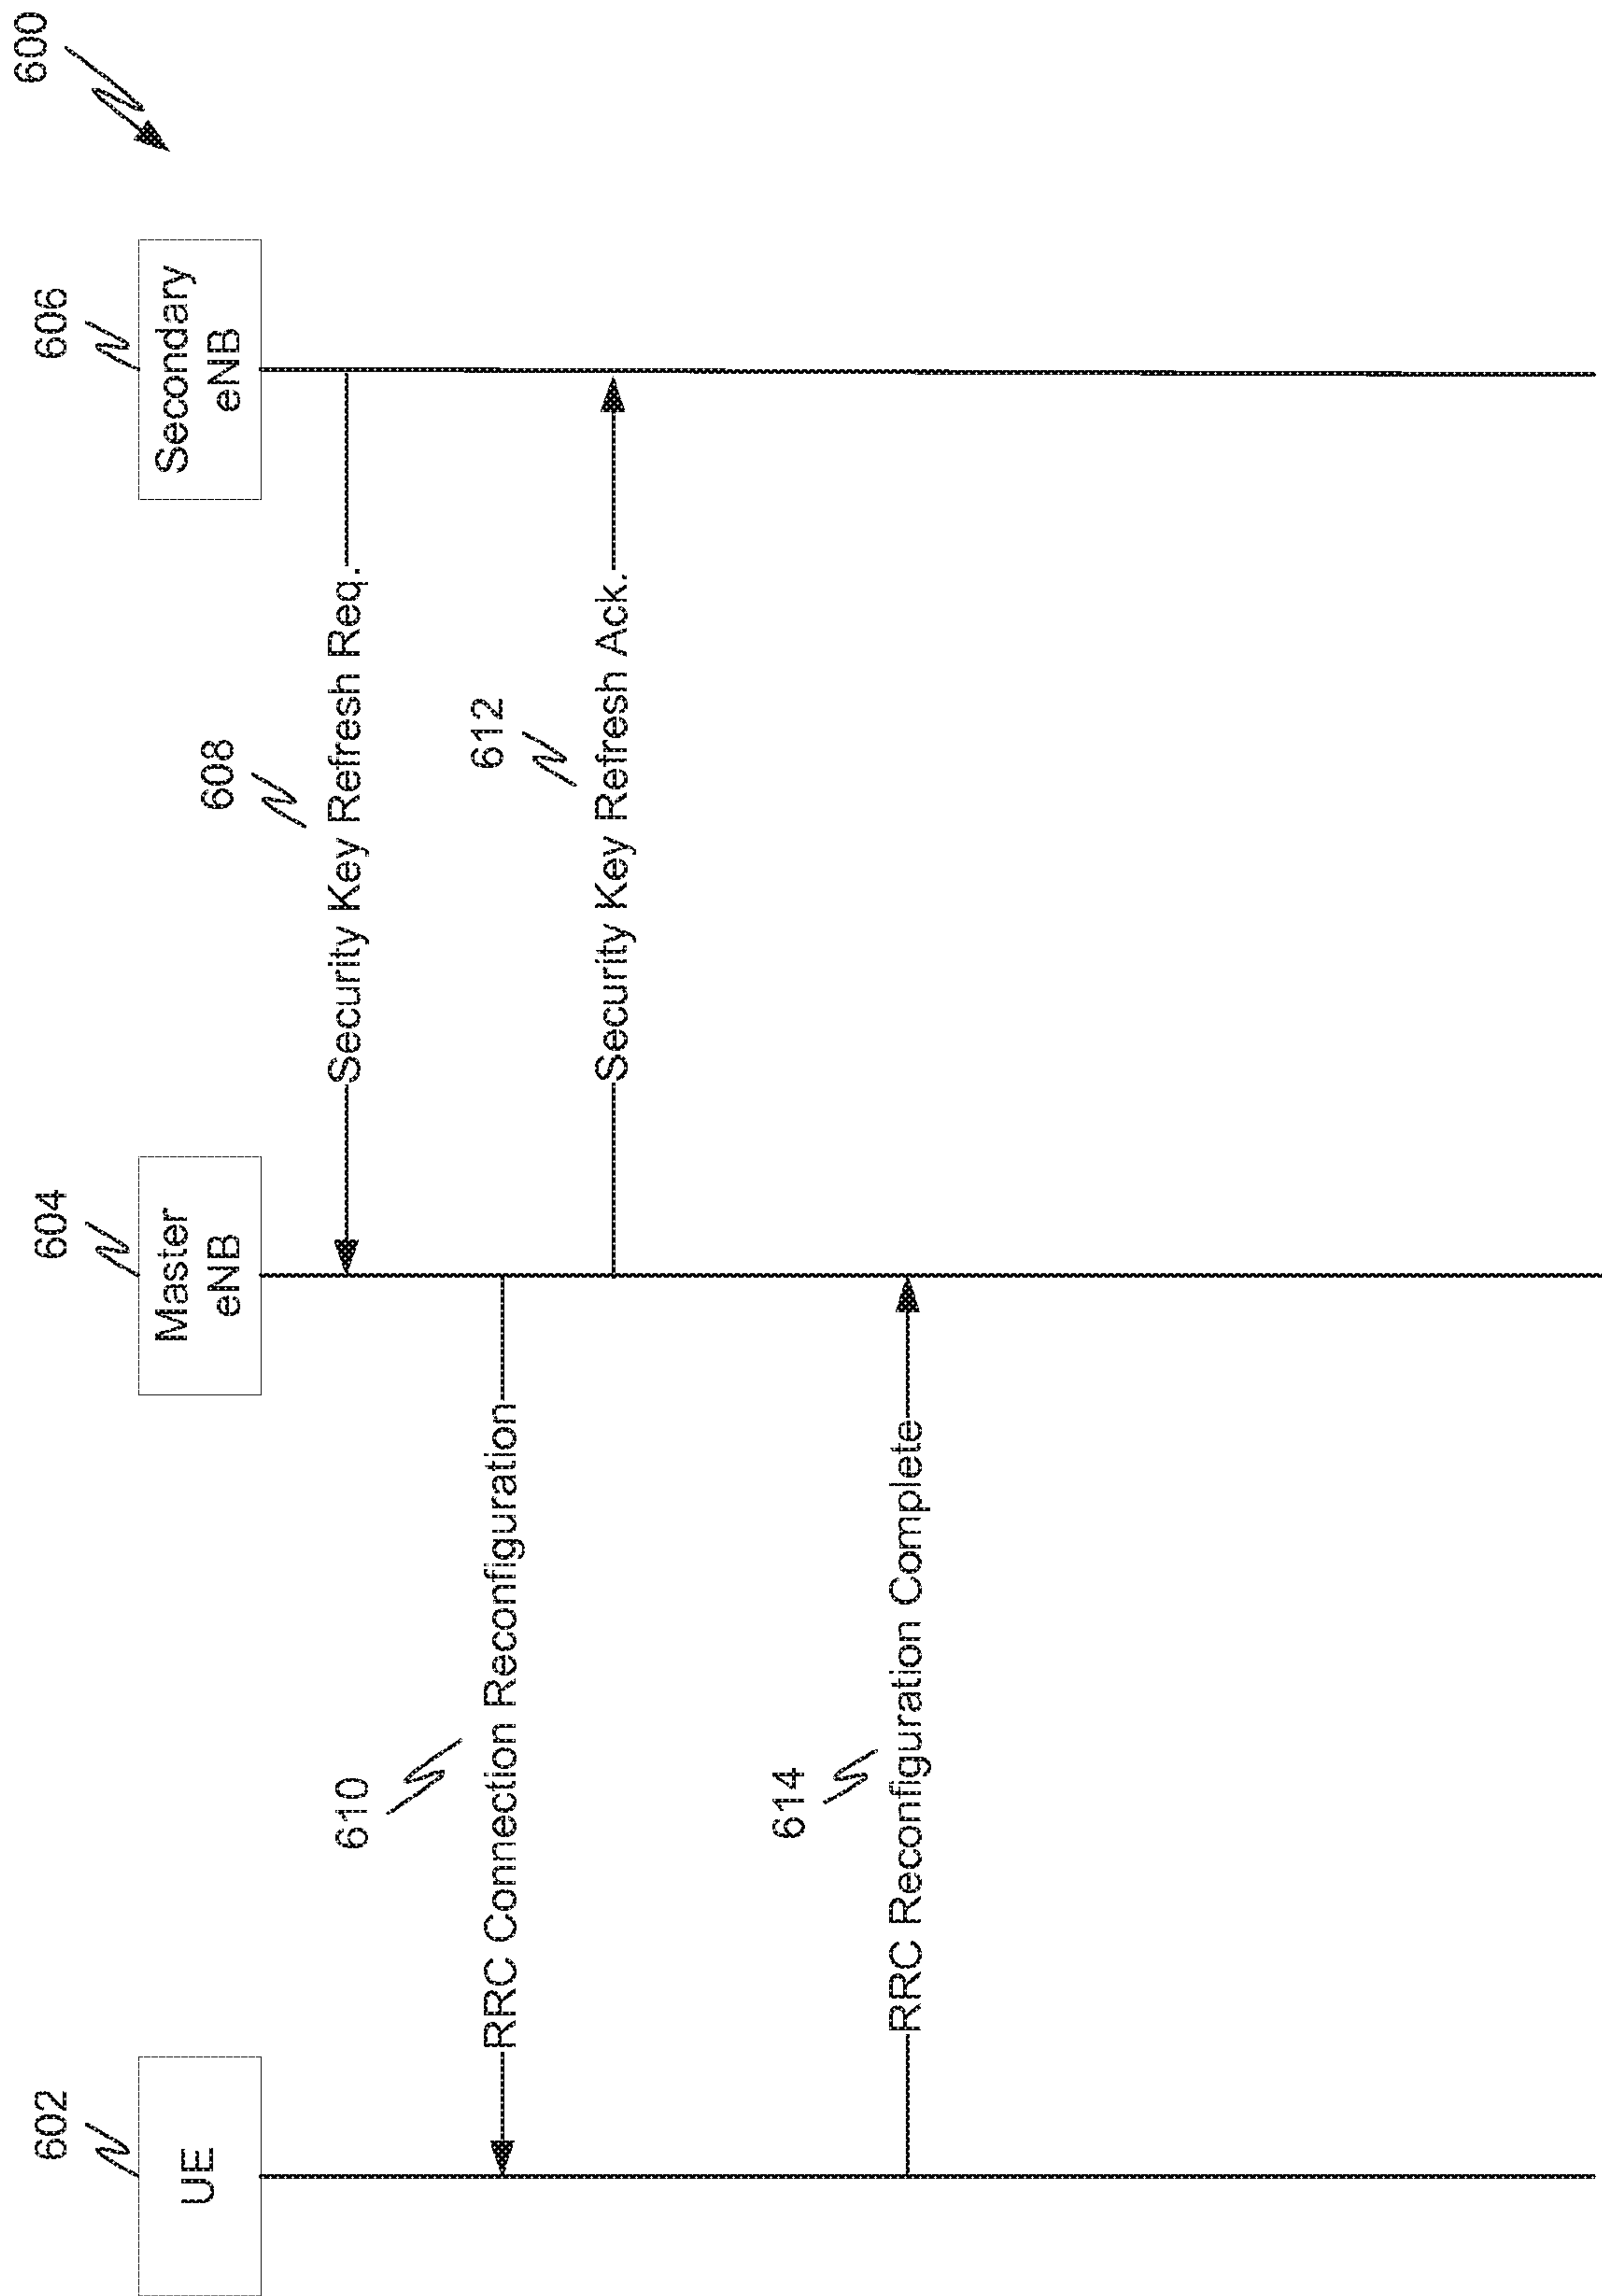 600
602
UE
604
Master
eNB
606
Secondary
eNB
608
Security Key Refresh Req.
610
RRC Connection Reconfiguration
612
Security Key Refresh Ack.
614
RRC Reconfiguration Complete